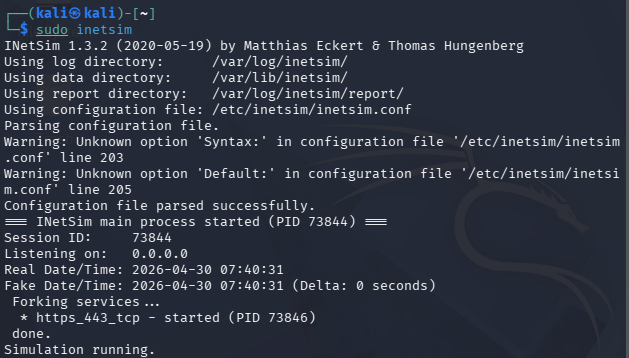 ┌──(kali㉿kali)-[~]
└─$ sudo inetsim
INetSim 1.3.2 (2020-05-19) by Matthias Eckert & Thomas Hungenberg
Using log directory:      /var/log/inetsim/
Using data directory:     /var/lib/inetsim/
Using report directory:   /var/log/inetsim/report/
Using configuration file: /etc/inetsim/inetsim.conf
Parsing configuration file.
Warning: Unknown option 'Syntax:' in configuration file '/etc/inetsim/inetsim
.conf' line 203
Warning: Unknown option 'Default:' in configuration file '/etc/inetsim/inetsi
m.conf' line 205
Configuration file parsed successfully.
=== INetSim main process started (PID 73844) ===
Session ID:     73844
Listening on:   0.0.0.0
Real Date/Time: 2026-04-30 07:40:31
Fake Date/Time: 2026-04-30 07:40:31 (Delta: 0 seconds)
 Forking services...
  * https_443_tcp - started (PID 73846)
 done.
Simulation running.